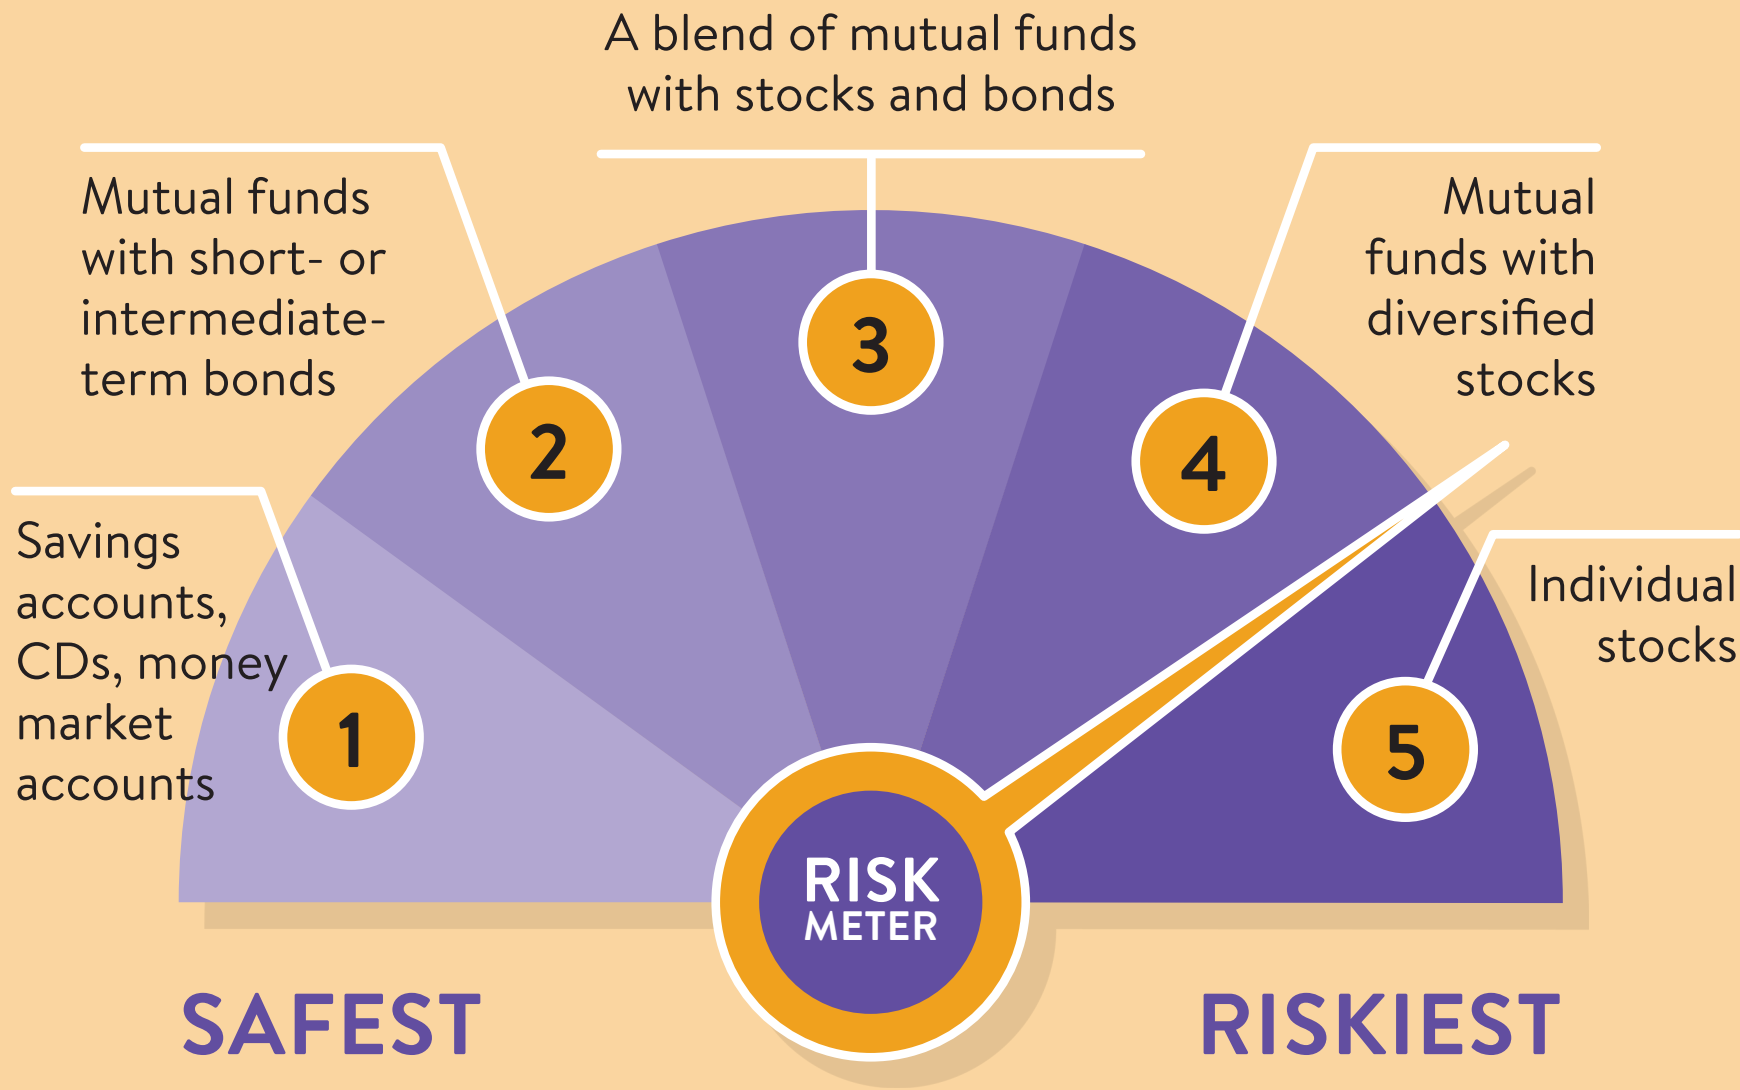 A blend of mutual funds
with stocks and bonds
Mutual funds
with short- or
intermediate-
term bonds
Mutual
funds with
diversified
stocks
Savings
accounts,
CDs, money
market
accounts
Individual
stocks
1
2
3
4
5
RISK
METER
SAFEST
RISKIEST